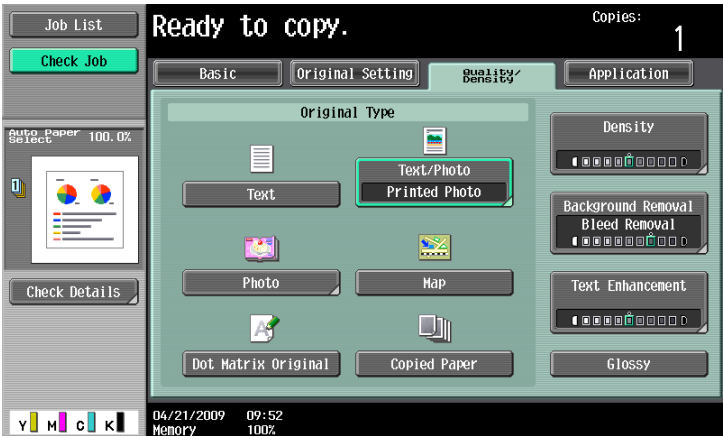 Job List
Check Job
Ready to copy.
Copies:
1
Basic
Original Setting
Quality/
Density
Application
Auto Paper
Select
100.0%
1
Original Type
Text
Text/Photo
Printed Photo
Photo
Map
Dot Matrix Original
Copied Paper
Density
Background Removal
Bleed Removal
Text Enhancement
Glossy
Check Details
Y M C K
04/21/2009 09:52
Memory 100%